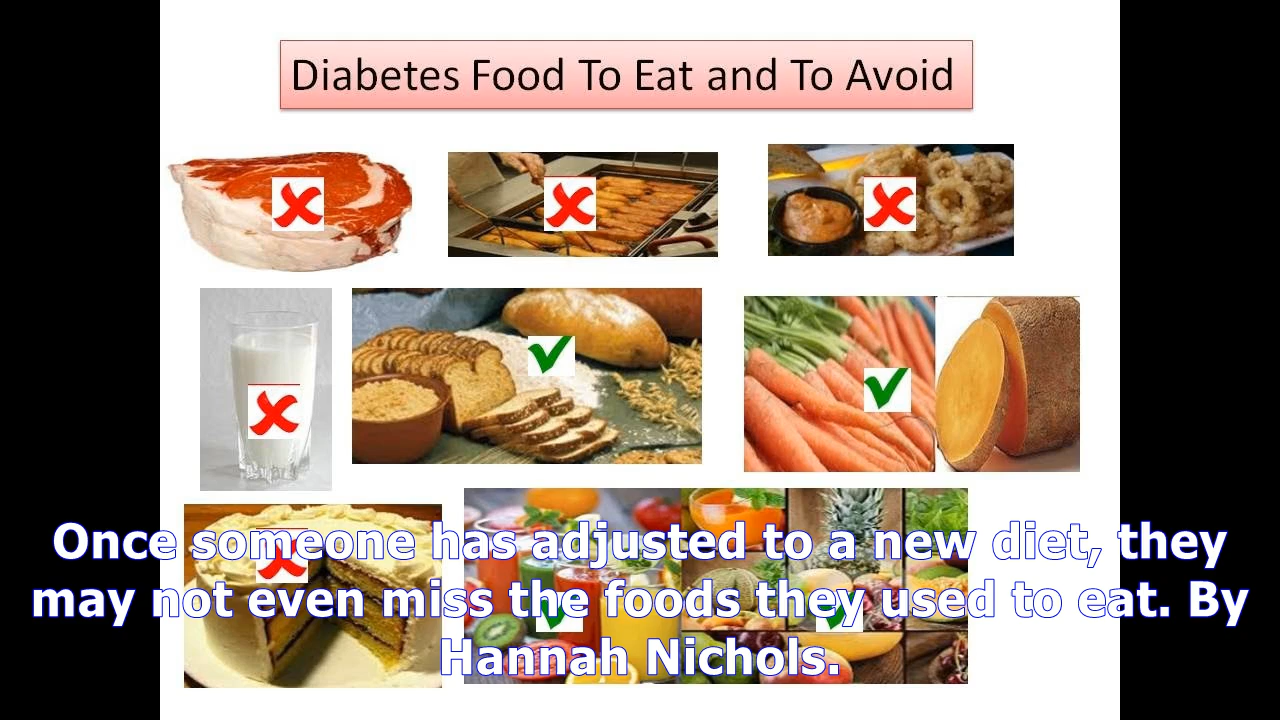 Diabetes Food To Eat and To Avoid
Once someone has adjusted to a new diet, they
may not even miss the foods they used to eat. By
Hannah Nichols.